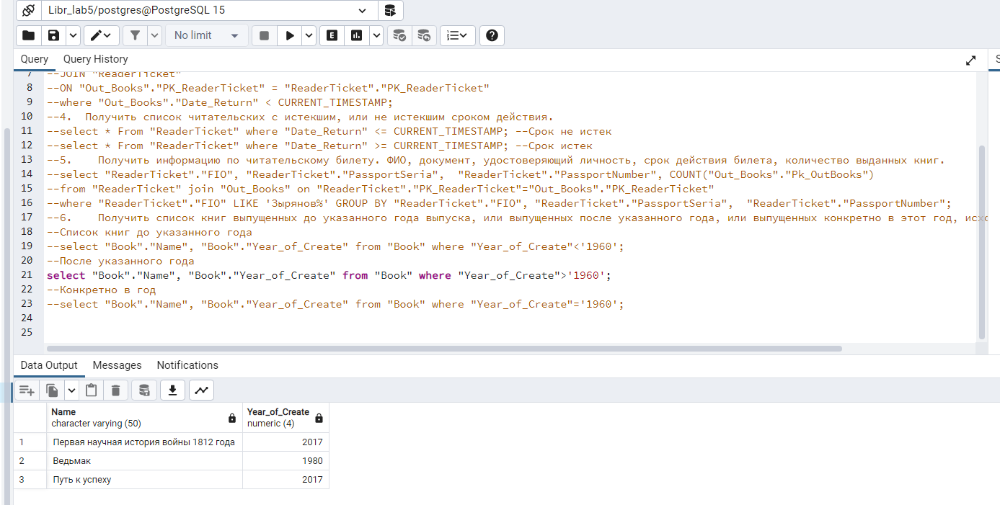 Libr_lab5/postgres@PostgreSQL 15
No limit
E
Query Query History
7 --JOIN "ReaderTicket"
8 --ON "Out_Books"."PK_ReaderTicket" = "ReaderTicket"."PK_ReaderTicket"
9 --where "Out_Books"."Date_Return" < CURRENT_TIMESTAMP;
10 --4. Получить список читательских с истекшим, или не истекшим сроком действия.
11 --select * From "ReaderTicket" where "Date_Return" <= CURRENT_TIMESTAMP; --Срок не истек
12 --select * From "ReaderTicket" where "Date_Return" >= CURRENT_TIMESTAMP; --Срок истек
13 --5. Получить информацию по читательскому билету. ФИО, документ, удостоверяющий личность, срок действия билета, количество выданных книг.
14 --select "ReaderTicket"."FIO", "ReaderTicket"."PassportSeria", "ReaderTicket"."PassportNumber", COUNT("Out_Books"."Pk_OutBooks")
15 --from "ReaderTicket" join "Out_Books" on "ReaderTicket"."PK_ReaderTicket"="Out_Books"."PK_ReaderTicket"
16 --where "ReaderTicket"."FIO" LIKE 'Зырянов%' GROUP BY "ReaderTicket"."FIO", "ReaderTicket"."PassportSeria", "ReaderTicket"."PassportNumber";
17 --6. Получить список книг выпущенных до указанного года выпуска, или выпущенных после указанного года, или выпущенных конкретно в этот год,
18 --Список книг до указанного года
19 --select "Book"."Name", "Book"."Year_of_Create" from "Book" where "Year_of_Create"<'1960';
20 --После указанного года
21 select "Book"."Name", "Book"."Year_of_Create" from "Book" where "Year_of_Create">'1960';
22 --Конкретно в год
23 --select "Book"."Name", "Book"."Year_of_Create" from "Book" where "Year_of_Create"='1960';
24
25
Data Output Messages Notifications
Name Year_of_Create
character varying (50) numeric (4)
1 Первая научная история войны 1812 года 2017
2 Ведьмак 1980
3 Путь к успеху 2017